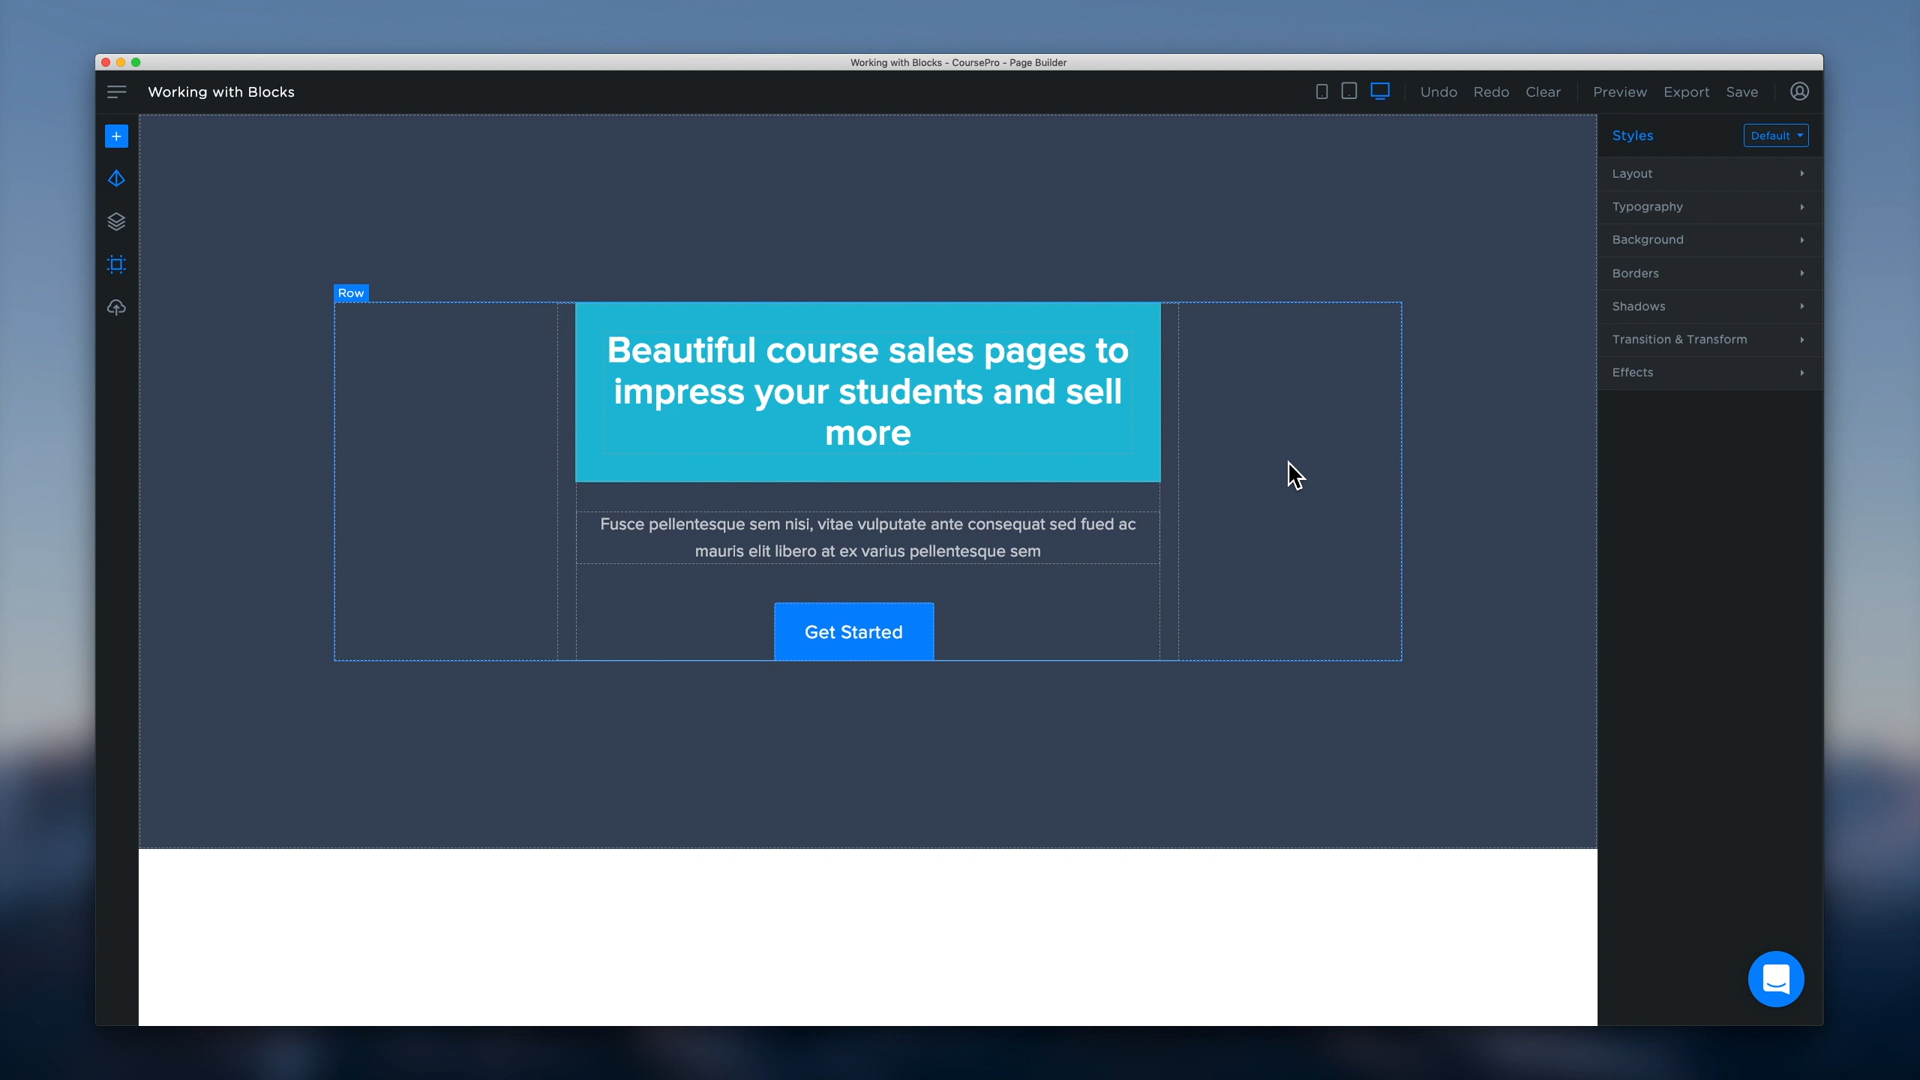 Working with Blocks - CoursePro - Page Builder
Working with Blocks
Undo Redo Clear Preview Export Save
Styles
Default
Layout
Typography
Background
Borders
Shadows
Transition & Transform
Effects
Row
Beautiful course sales pages to
impress your students and sell
more
Fusce pellentesque sem nisi, vitae vulputate ante consequat sed fued ac
mauris elit libero at ex varius pellentesque sem
Get Started